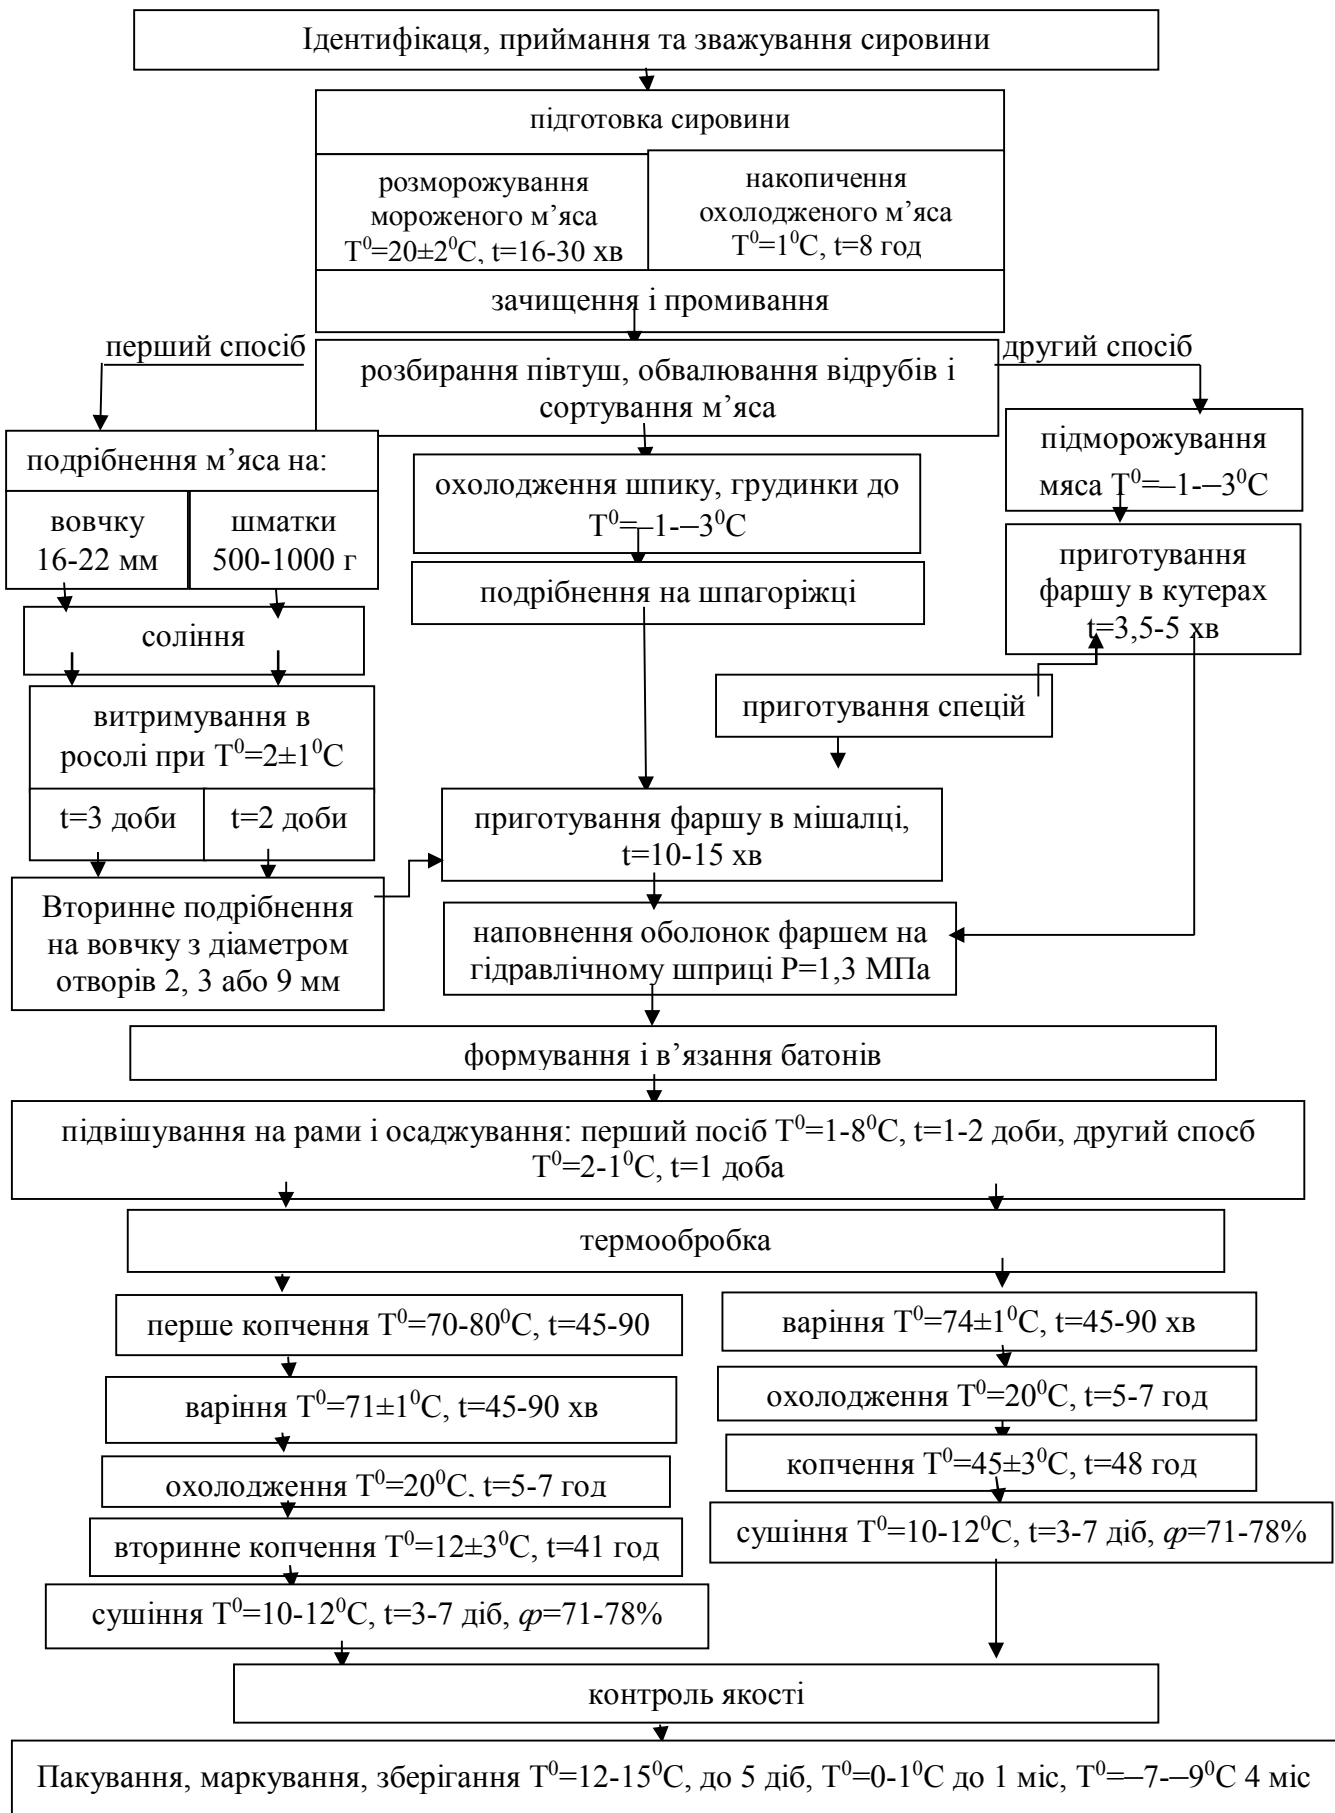 Ідентифікаця, приймання та зважування сировини
підготовка сировини
розморожування
мороженого м’яса
T⁰=20±2⁰C, t=16-30 хв
накопичення
охолодженого м’яса
T⁰=1⁰C, t=8 год
зачищення і промивання
перший спосіб
розбирання півтуш, обвалювання відрубів і
сортування м’яса
другий спосіб
подрібнення м’яса на:
вовчку
16-22 мм
шматки
500-1000 г
охолодження шпику, грудинки до
T⁰=–1-–3⁰C
підморожування
мяса T⁰=–1-–3⁰C
подрібнення на шпагоріжці
приготування
фаршу в кутерах
t=3,5-5 хв
соління
витримування в
росолі при T⁰=2±1⁰C
t=3 доби
t=2 доби
приготування спецій
приготування фаршу в мішалці,
t=10-15 хв
Вторинне подрібнення
на вовчку з діаметром
отворів 2, 3 або 9 мм
наповнення оболонок фаршем на
гідравлічному шприці P=1,3 МПа
формування і в’язання батонів
підвішування на рами і осаджування: перший посіб T⁰=1-8⁰C, t=1-2 доби, другий спосб
T⁰=2-1⁰C, t=1 доба
термообробка
перше копчення T⁰=70-80⁰C, t=45-90
варіння T⁰=71±1⁰C, t=45-90 хв
охолодження T⁰=20⁰C, t=5-7 год
вторинне копчення T⁰=12±3⁰C, t=41 год
сушіння T⁰=10-12⁰C, t=3-7 діб, φ=71-78%
варіння T⁰=74±1⁰C, t=45-90 хв
охолодження T⁰=20⁰C, t=5-7 год
копчення T⁰=45±3⁰C, t=48 год
сушіння T⁰=10-12⁰C, t=3-7 діб, φ=71-78%
контроль якості
Пакування, маркування, зберігання T⁰=12-15⁰C, до 5 діб, T⁰=0-1⁰C до 1 міс, T⁰=–7-–9⁰C 4 міс